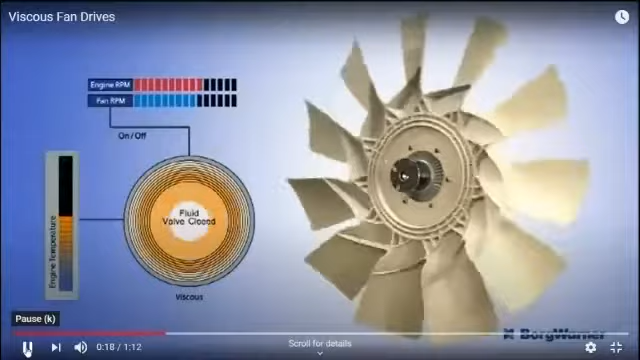 Viscous Fan Drives
Engine RPM
Fan RPM
On/Off
Fluid
Valve Closed
Engine Temperature
Viscous
Pause (k)
BorgWarner
0:18 / 1:12
Scroll for details